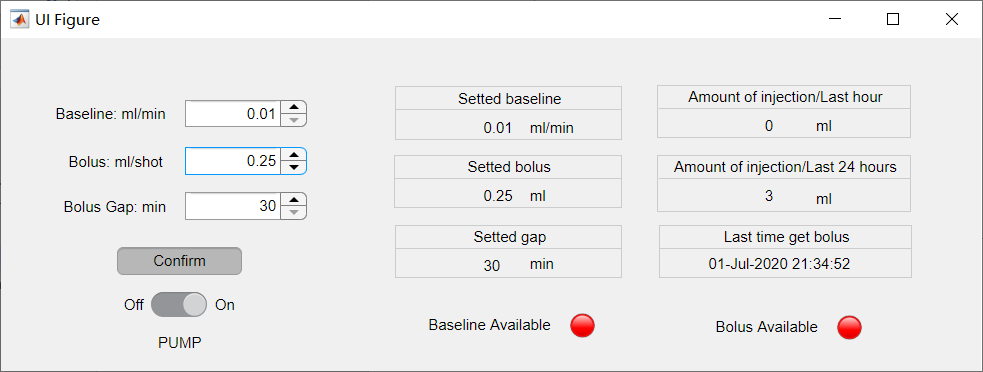 UI Figure
Baseline: ml/min 0.01
Bolus: ml/shot 0.25
Bolus Gap: min 30
Confirm
Off On
PUMP
Setted baseline
0.01 ml/min
Setted bolus
0.25 ml
Setted gap
30 min
Baseline Available
Amount of injection/Last hour
0 ml
Amount of injection/Last 24 hours
3 ml
Last time get bolus
01-Jul-2020 21:34:52
Bolus Available